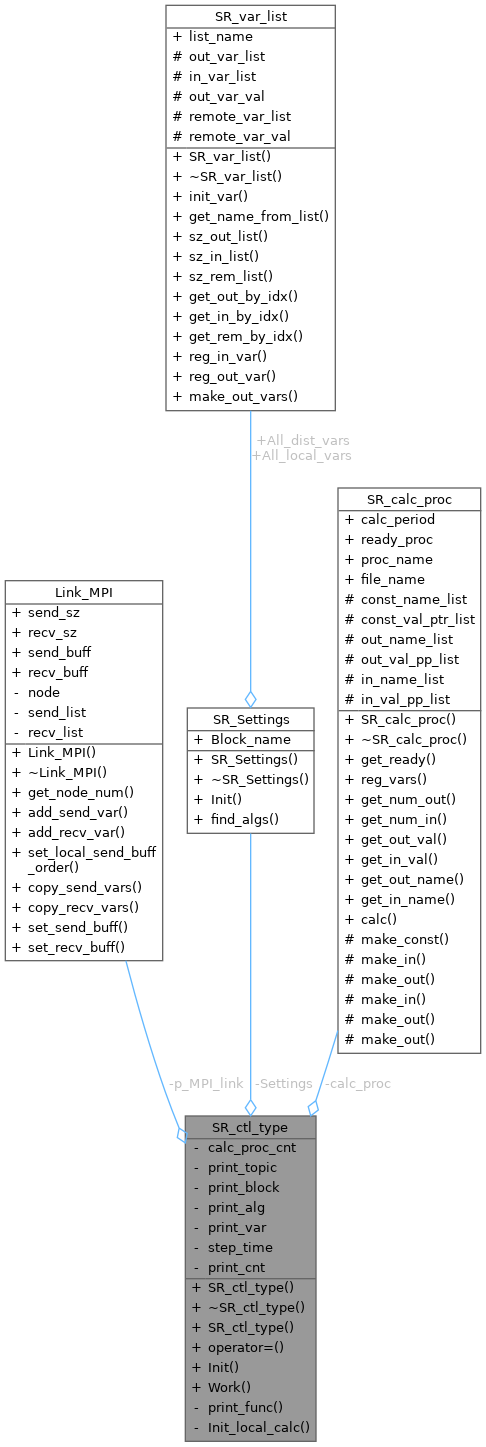 SR_var_list
+ list_name
# out_var_list
# in_var_list
# out_var_val
# remote_var_list
# remote_var_val
+ SR_var_list()
+ ~SR_var_list()
+ init_var()
+ get_name_from_list()
+ sz_out_list()
+ sz_in_list()
+ sz_rem_list()
+ get_out_by_idx()
+ get_in_by_idx()
+ get_rem_by_idx()
+ reg_in_var()
+ reg_out_var()
+ make_out_vars()
+All_dist_vars
+All_local_vars
SR_calc_proc
+ calc_period
+ ready_proc
+ proc_name
+ file_name
# const_name_list
# const_val_ptr_list
# out_name_list
# out_val_pp_list
# in_name_list
# in_val_pp_list
+ SR_calc_proc()
+ ~SR_calc_proc()
+ get_ready()
+ reg_vars()
+ get_num_out()
+ get_num_in()
+ get_out_val()
+ get_in_val()
+ get_out_name()
+ get_in_name()
+ calc()
# make_const()
# make_in()
# make_out()
# make_in()
# make_out()
# make_out()
Link_MPI
+ send_sz
+ recv_sz
+ send_buff
+ recv_buff
- node
- send_list
- recv_list
+ Link_MPI()
+ ~Link_MPI()
+ get_node_num()
+ add_send_var()
+ add_recv_var()
+ set_local_send_buff
_order()
+ copy_send_vars()
+ copy_recv_vars()
+ set_send_buff()
+ set_recv_buff()
SR_Settings
+ Block_name
+ SR_Settings()
+ ~SR_Settings()
+ Init()
+ find_algs()
-p_MPI_link
-Settings
-calc_proc
SR_ctl_type
- calc_proc_cnt
- print_topic
- print_block
- print_alg
- print_var
- step_time
- print_cnt
+ SR_ctl_type()
+ ~SR_ctl_type()
+ SR_ctl_type()
+ operator=()
+ Init()
+ Work()
- print_func()
- Init_local_calc()